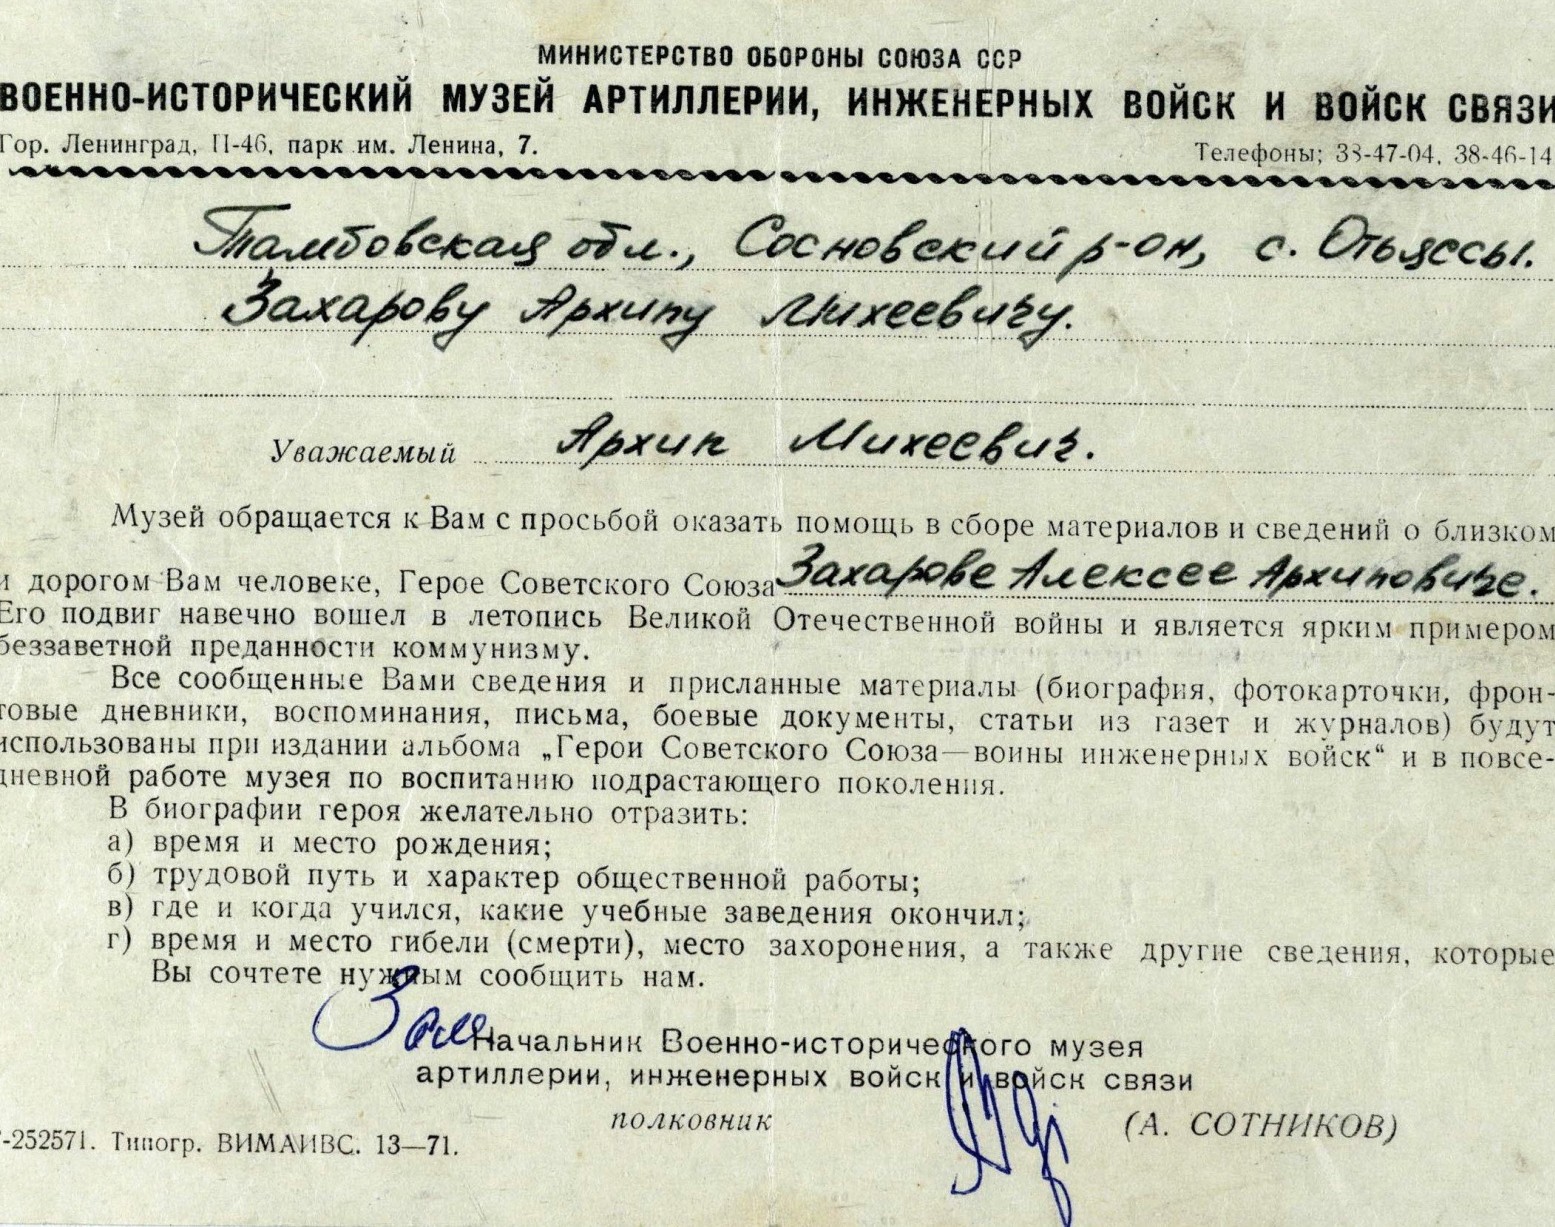 МИНИСТЕРСТВО ОБОРОНЫ СОЮЗА ССР
ВОЕННО-ИСТОРИЧЕСКИЙ МУЗЕЙ АРТИЛЛЕРИИ, ИНЖЕНЕРНЫХ ВОЙСК И ВОЙСК СВЯЗИ
Гор. Ленинград, П-46, парк им. Ленина, 7. Телефоны; 38-47-04, 38-46-14
Тамбовская обл., Сосновский р-он, с. Отьяссы.
Захарову Архипу Михеевичу.
Уважаемый Архип Михеевич.
Музей обращается к Вам с просьбой оказать помощь в сборе материалов и сведений о близком
и дорогом Вам человеке, Герое Советского Союза Захарове Алексее Архиповиче.
Его подвиг навечно вошел в летопись Великой Отечественной войны и является ярким примером
беззаветной преданности коммунизму.
Все сообщенные Вами сведения и присланные материалы (биография, фотокарточки, фрон-
товые дневники, воспоминания, письма, боевые документы, статьи из газет и журналов) будут
использованы при издании альбома „Герои Советского Союза—воины инженерных войск“ и в повсе-
дневной работе музея по воспитанию подрастающего поколения.
В биографии героя желательно отразить:
а) время и место рождения;
б) трудовой путь и характер общественной работы;
в) где и когда учился, какие учебные заведения окончил;
г) время и место гибели (смерти), место захоронения, а также другие сведения, которые
Вы сочтете нужным сообщить нам.
Зам Начальник Военно-исторического музея
артиллерии, инженерных войск и войск связи
полковник (А. СОТНИКОВ)
-252571. Типогр. ВИМАИВС. 13—71.